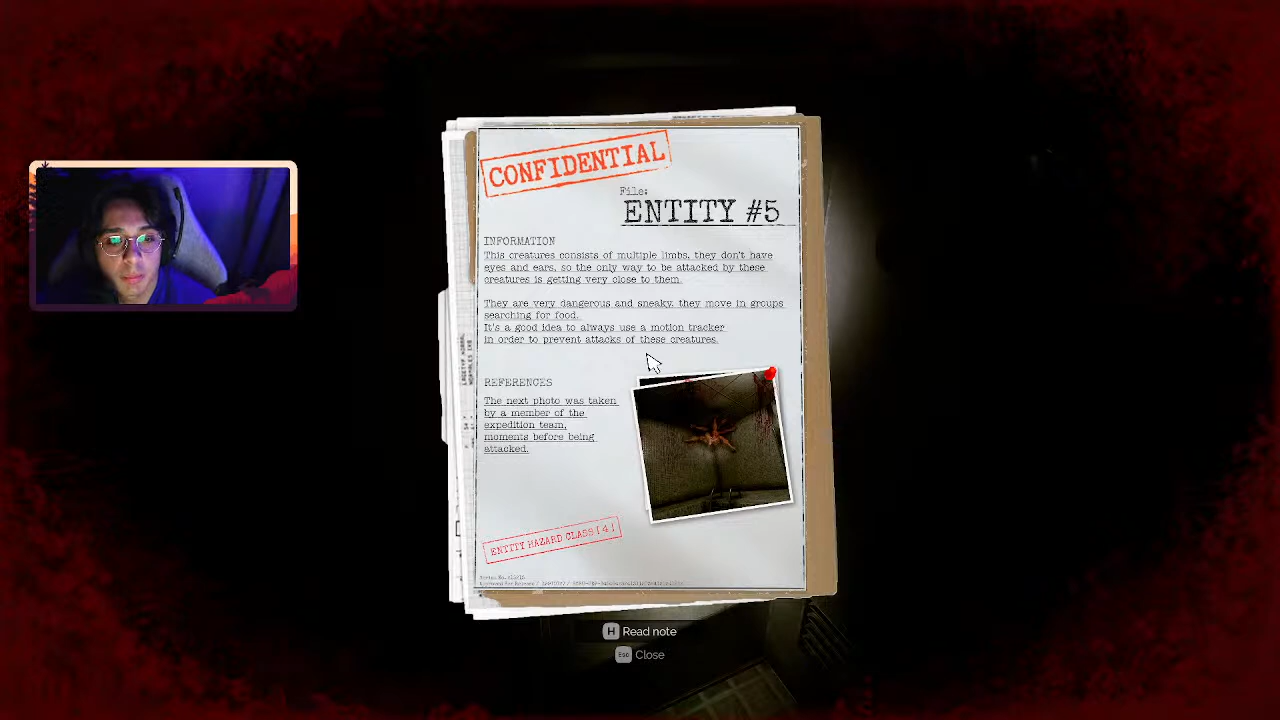 CONFIDENTIAL
File:
ENTITY #5
INFORMATION
This creatures consists of multiple limbs, they don't have
eyes and ears, so the only way to be attacked by these
creatures is getting very close to them.
They are very dangerous and sneaky, they move in groups
searching for food.
It's a good idea to always use a motion tracker
in order to prevent attacks of these creatures.
REFERENCES
The next photo was taken
by a member of the
expedition team,
moments before being
attacked.
ENTITY HAZARD CLASS [4]
H Read note
Esc Close